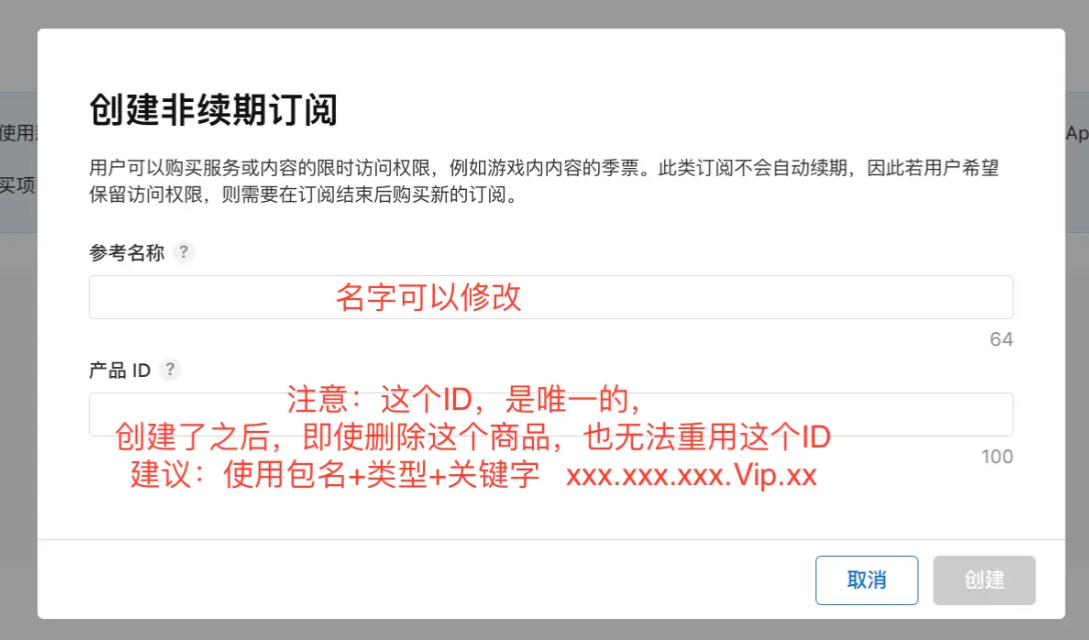 创建非续期订阅
使用
用户可以购买服务或内容的限时访问权限，例如游戏内内容的季票。此类订阅不会自动续期，因此若用户希望
保留访问权限，则需要在订阅结束后购买新的订阅。
Ap
买项
参考名称 ?
名字可以修改
64
产品 ID ?
注意：这个ID，是唯一的，
创建了之后，即使删除这个商品，也无法重用这个ID
建议：使用包名+类型+关键字 xxx.xxx.xxx.Vip.xx
100
取消
创建